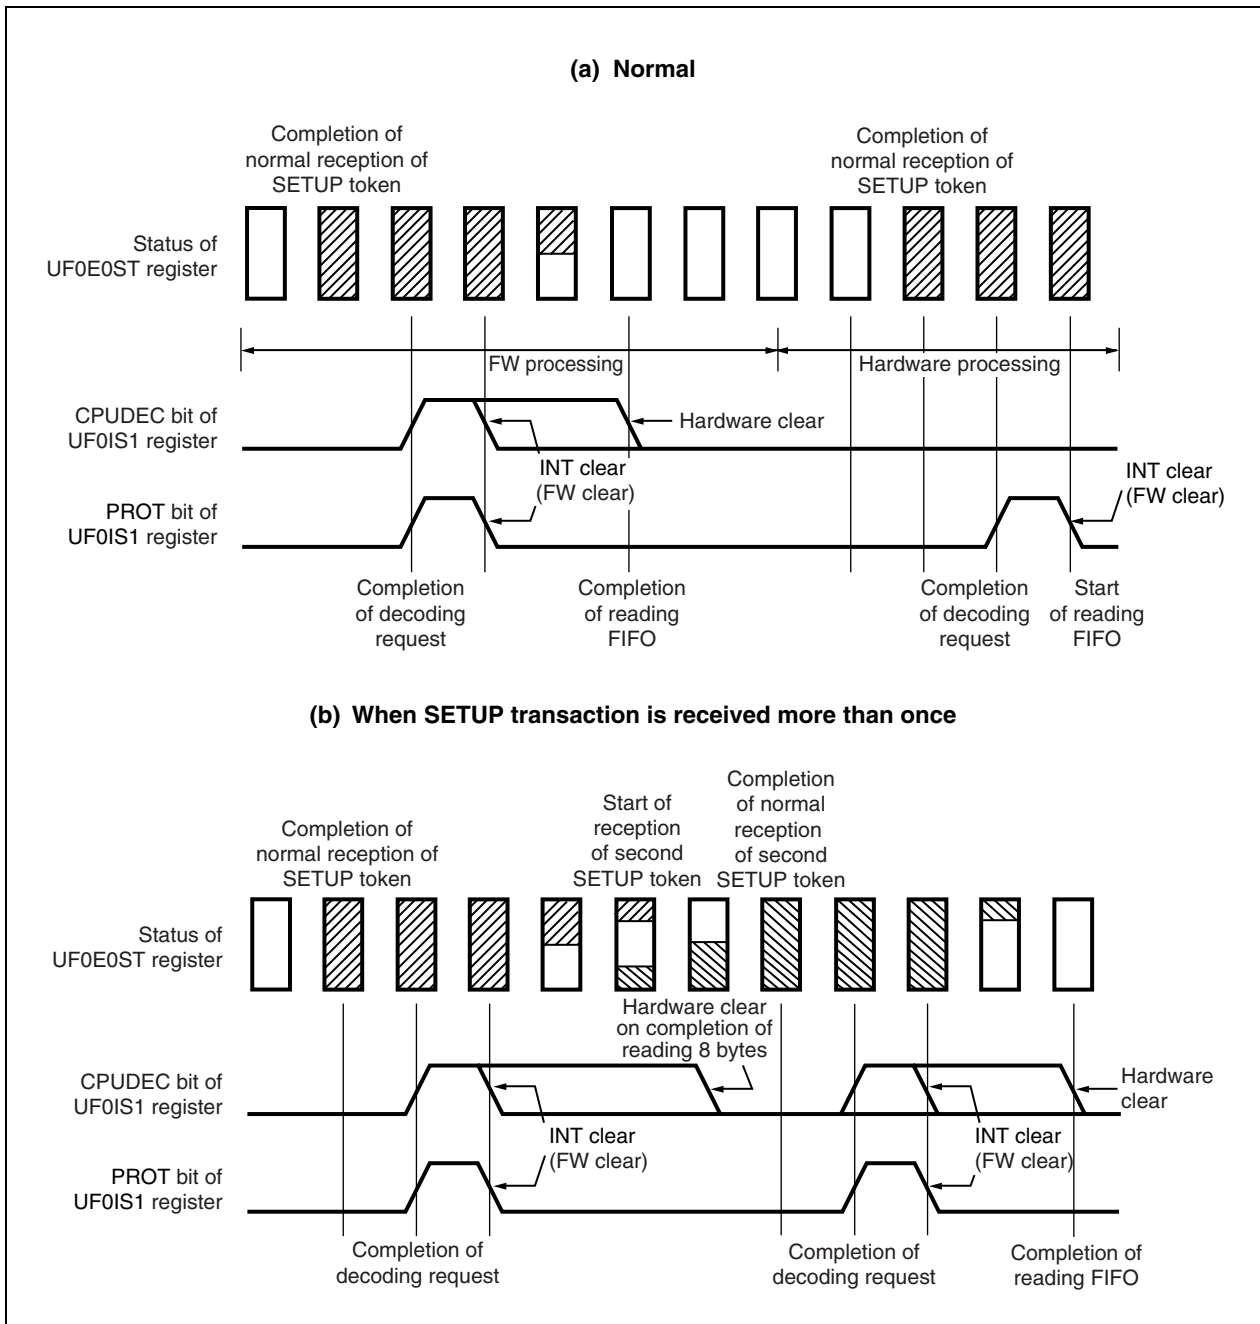 (a) Normal
Completion of
normal reception of
SETUP token
Completion of
normal reception of
SETUP token
Status of
UF0E0ST register
FW processing
Hardware processing
CPUDEC bit of
UF0IS1 register
Hardware clear
INT clear
(FW clear)
INT clear
(FW clear)
PROT bit of
UF0IS1 register
Completion
of decoding
request
Completion
of reading
FIFO
Completion
of decoding
request
Start
of reading
FIFO
(b) When SETUP transaction is received more than once
Completion of
normal reception of
SETUP token
Start of
reception
of second
SETUP token
Completion
of normal
reception
of second
SETUP token
Status of
UF0E0ST register
Hardware clear
on completion of
reading 8 bytes
CPUDEC bit of
UF0IS1 register
Hardware
clear
INT clear
(FW clear)
INT clear
(FW clear)
PROT bit of
UF0IS1 register
Completion of
decoding request
Completion of
decoding request
Completion of
reading FIFO